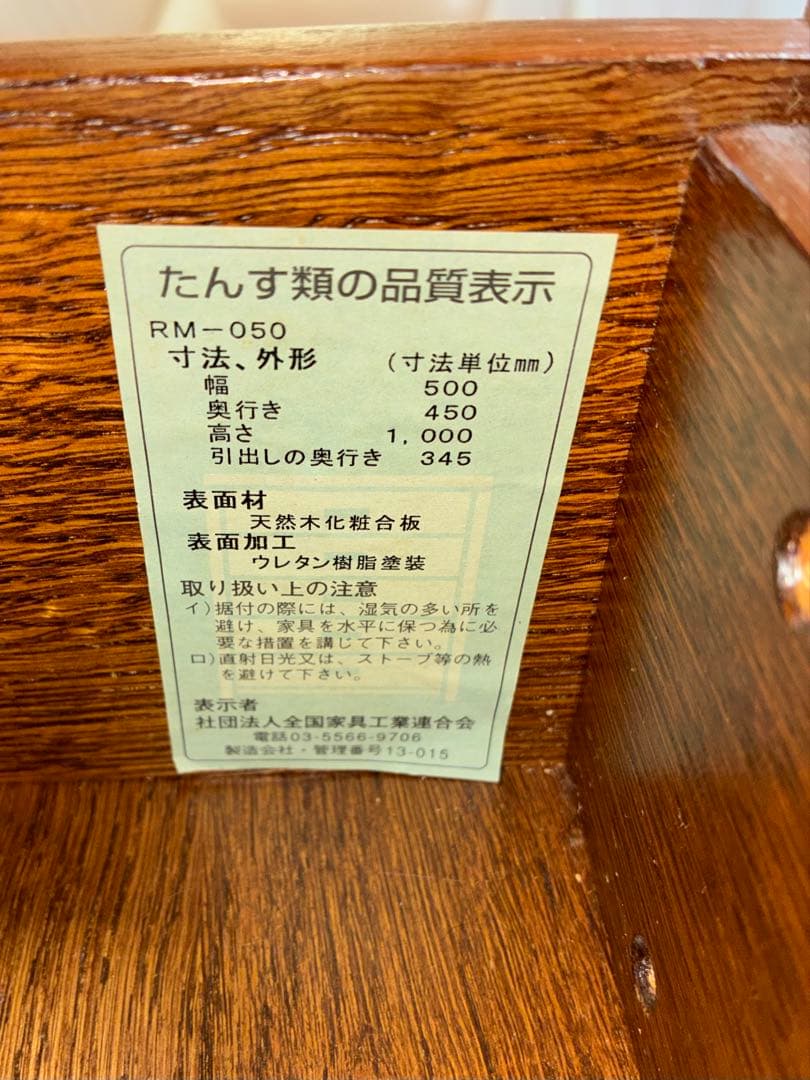 たんす類の品質表示
RM-050
寸法、外形 (寸法単位㎜)
幅 500
奥行き 450
高さ 1,000
引出しの奥行き 345
表面材
天然木化粧合板
表面加工
ウレタン樹脂塗装
取り扱い上の注意
イ)据付の際には、湿気の多い所を
避け、家具を水平に保つ為に必
要な措置を講じて下さい。
ロ)直射日光又は、ストーブ等の熱
を避けて下さい。
表示者
社団法人全国家具工業連合会
電話03-5566-9706
製造会社・管理番号13-015